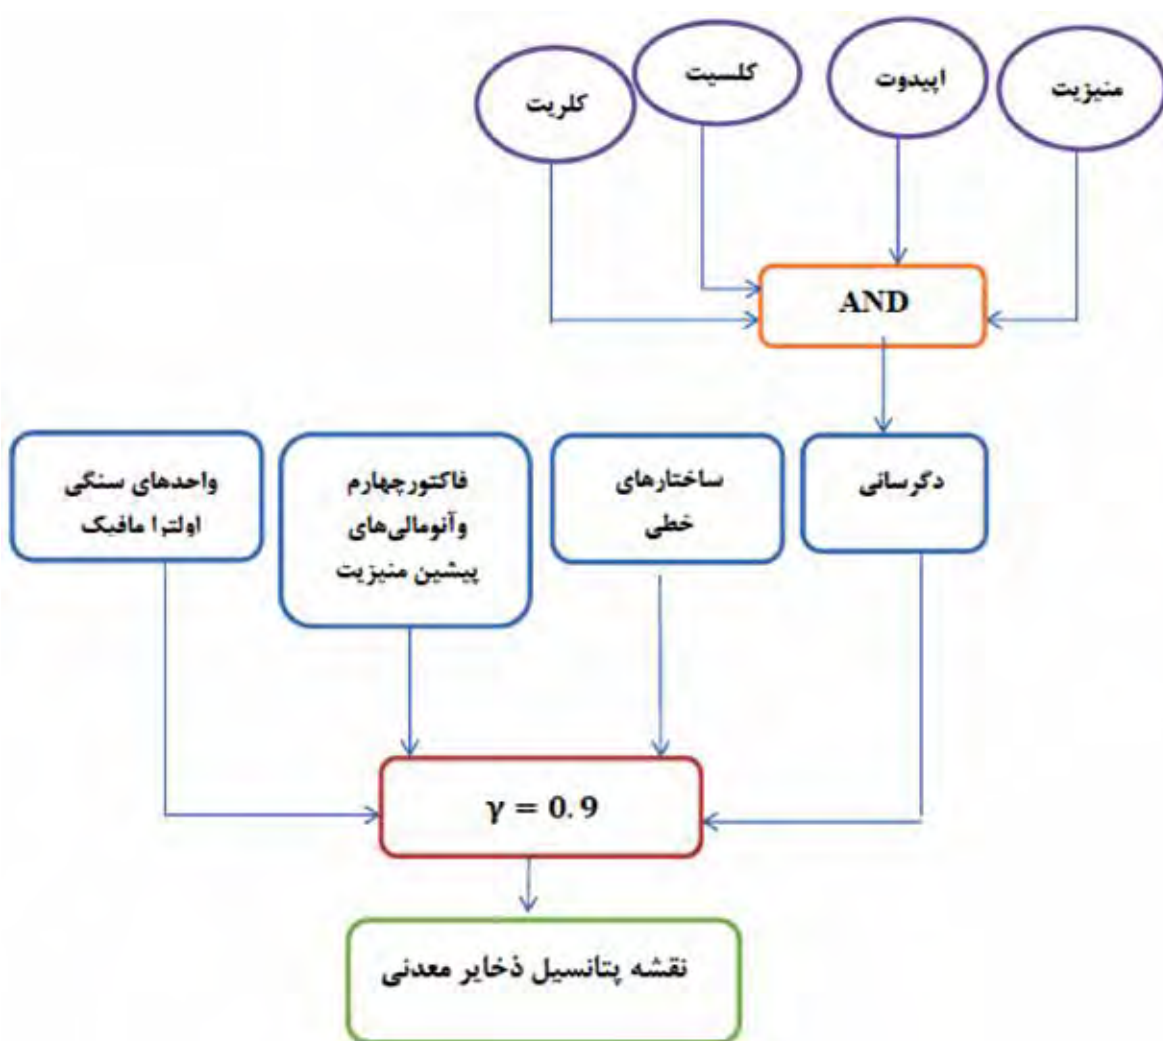 منیزیت
اپیدوت
کلسیت
کلریت
AND
دگرسانی
ساختارهای
خطی
فاکتورچهارم
وآنومالی‌های
پیشین منیزیت
واحدهای سنگی
اولترا مافیک
γ = 0.9
نقشه پتانسیل ذخایر معدنی